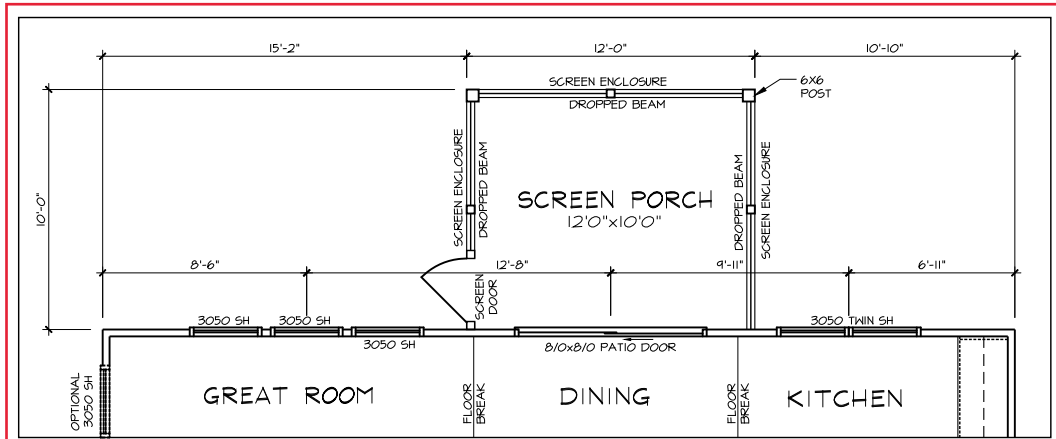 15'-2"
12'-0"
10'-10"
SCREEN ENCLOSURE
DROPPED BEAM
6X6
POST
10'-0"
SCREEN ENCLOSURE
DROPPED BEAM
SCREEN PORCH
12'0"x10'0"
DROPPED BEAM
SCREEN ENCLOSURE
8'-6"
12'-8"
9'-11"
6'-11"
SCREEN
DOOR
3050 SH
3050 SH
3050 SH
8/0x8/0 PATIO DOOR
3050 TWIN SH
OPTIONAL
3050 SH
GREAT ROOM
FLOOR
BREAK
DINING
FLOOR
BREAK
KITCHEN